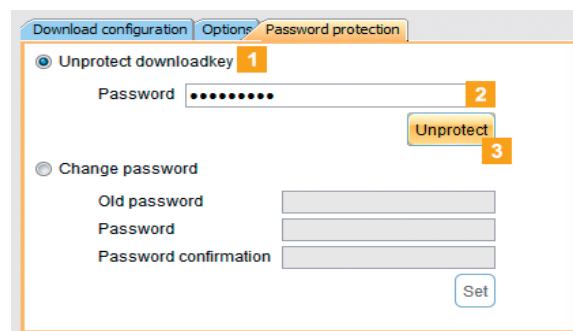 Download configuration Options Password protection
Unprotect downloadkey 1
Password ●●●●●●●●● 2
Unprotect
3
Change password
Old password
Password
Password confirmation
Set